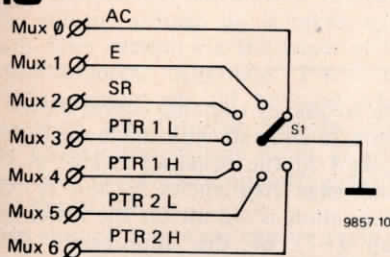 Mux 0 AC
Mux 1 E
Mux 2 SR
Mux 3 PTR 1 L
S1
Mux 4 PTR 1 H
Mux 5 PTR 2 L
9857 10
Mux 6 PTR 2 H